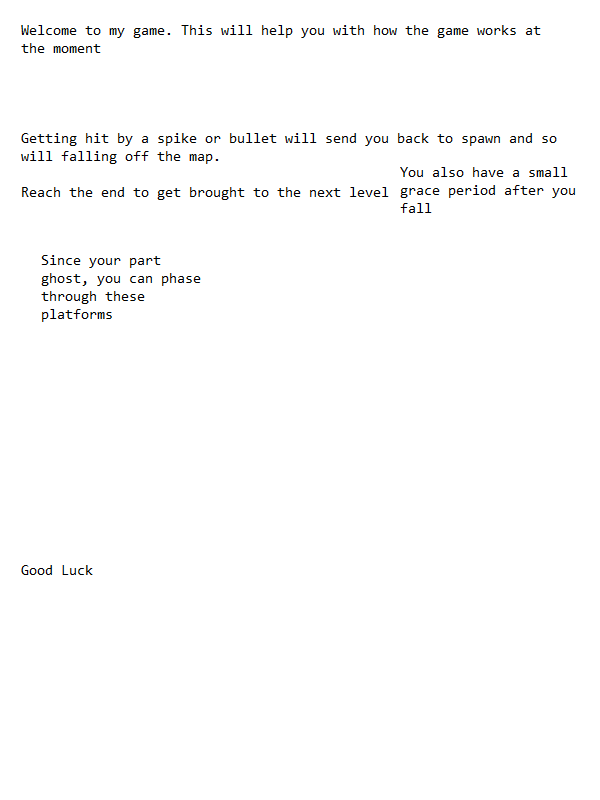 Welcome to my game. This will help you with how the game works at
the moment
Getting hit by a spike or bullet will send you back to spawn and so
will falling off the map.
Reach the end to get brought to the next level
You also have a small
grace period after you
fall
Since your part
ghost, you can phase
through these
platforms
Good Luck